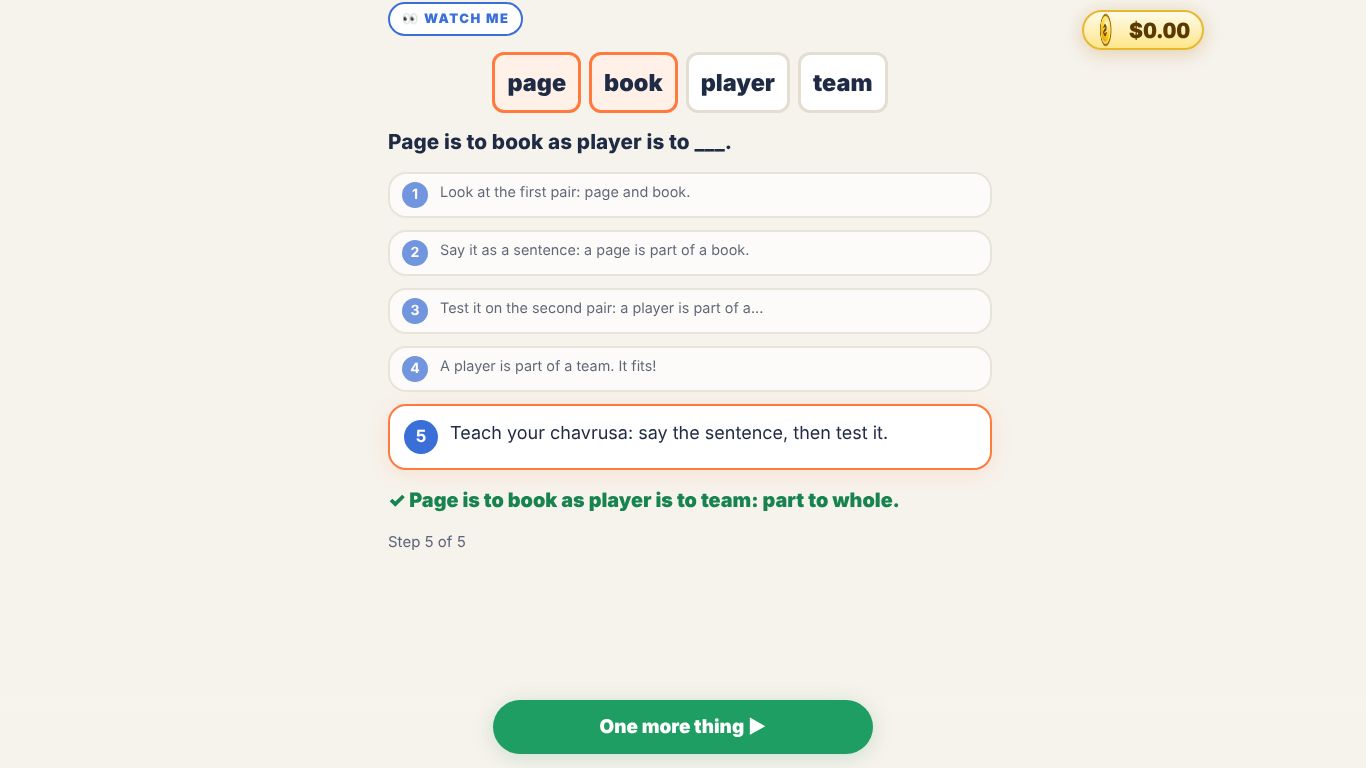 👀 WATCH ME
$0.00
page book player team
Page is to book as player is to ___.
1 Look at the first pair: page and book.
2 Say it as a sentence: a page is part of a book.
3 Test it on the second pair: a player is part of a...
4 A player is part of a team. It fits!
5 Teach your chavrusa: say the sentence, then test it.
✓ Page is to book as player is to team: part to whole.
Step 5 of 5
One more thing ▶